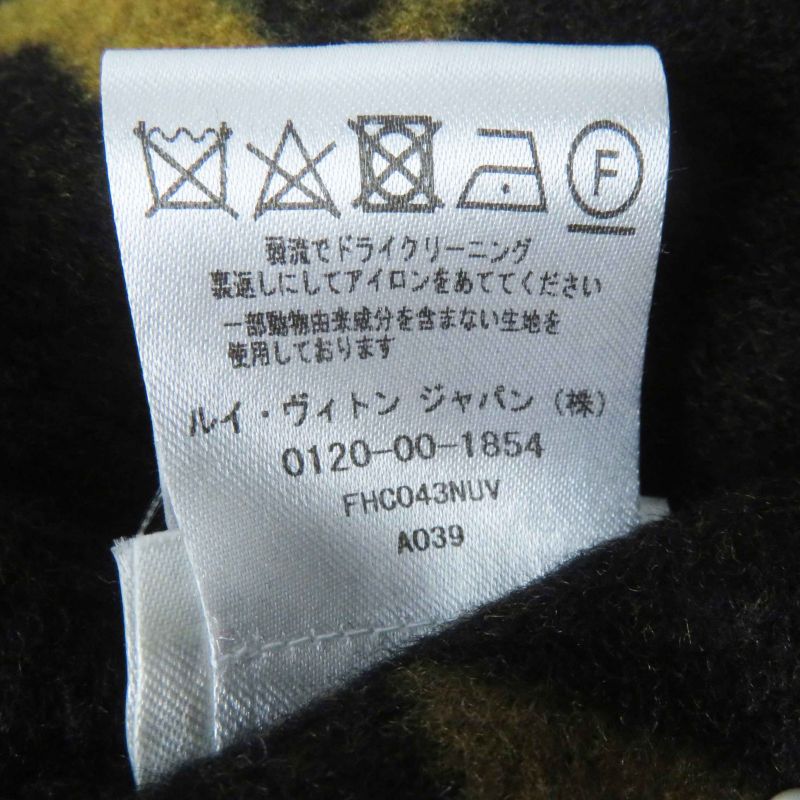 F
弱流でドライクリーニング
裏返しにしてアイロンをあててください
一部動物由来成分を含まない生地を
使用しております
ルイ・ヴィトン ジャパン (株)
0120-00-1854
FHC043NUV
A039